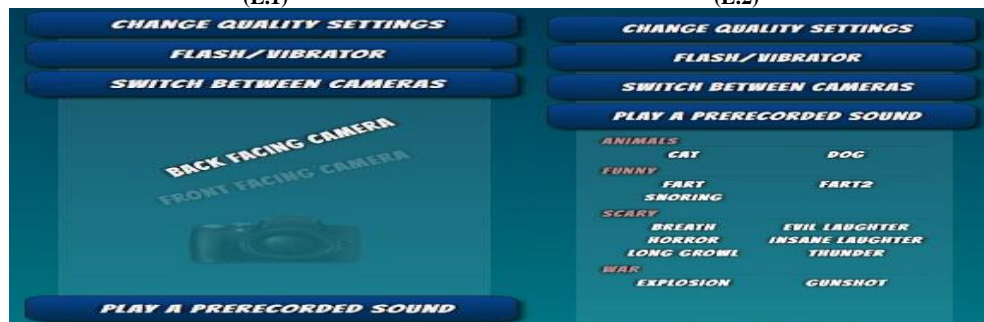 (E.1)
(E.2)
CHANGE QUALITY SETTINGS
FLASH/VIBRATOR
SWITCH BETWEEN CAMERAS
BACK FACING CAMERA
FRONT FACING CAMERA
PLAY A PRERECORDED SOUND
CHANGE QUALITY SETTINGS
FLASH/VIBRATOR
SWITCH BETWEEN CAMERAS
PLAY A PRERECORDED SOUND
ANIMALS
CAT DOG
FUNNY
FART FART2
SNORING
SCARY
BREATH EVIL LAUGHTER
HORROR INSANE LAUGHTER
LONG GROWL THUNDER
WAR
EXPLOSION GUNSHOT